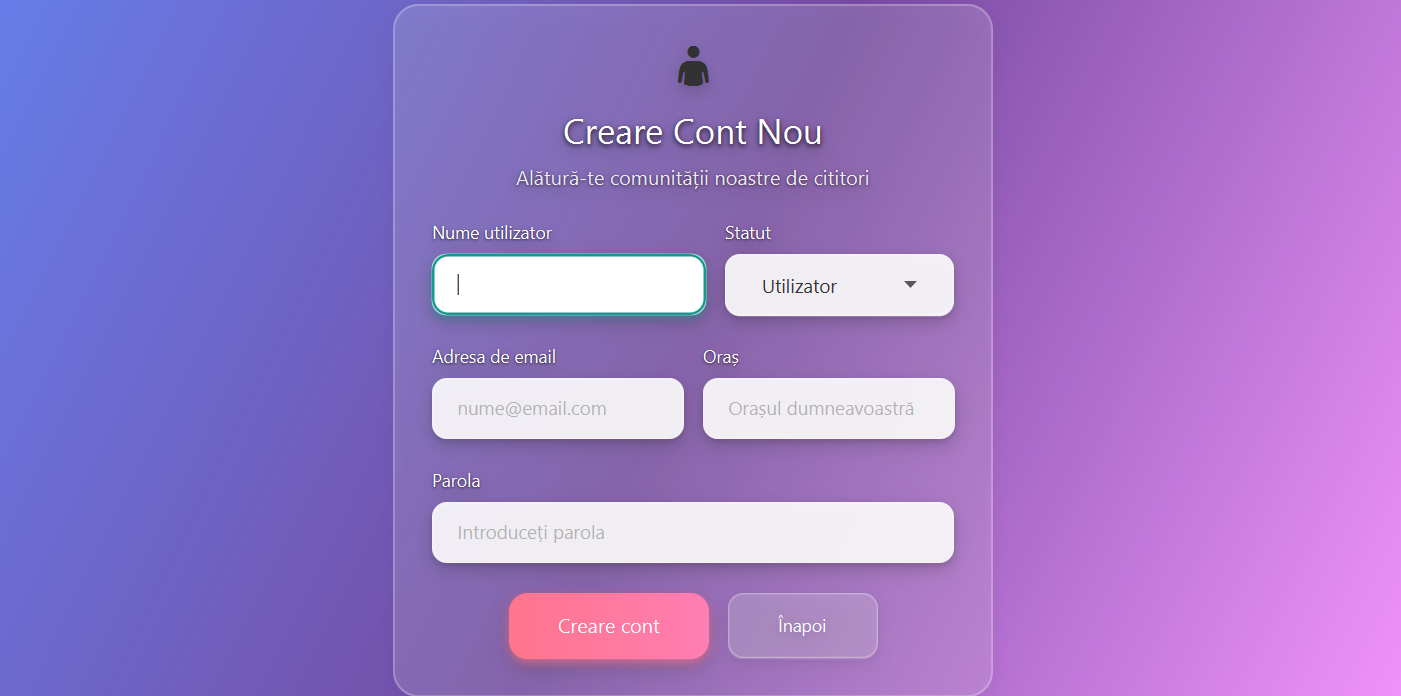 Creare Cont Nou
Alătură-te comunității noastre de cititori
Nume utilizator
Statut
Utilizator
Adresa de email
Oraș
nume@email.com
Orașul dumneavoastră
Parola
Introduceți parola
Creare cont
Înapoi